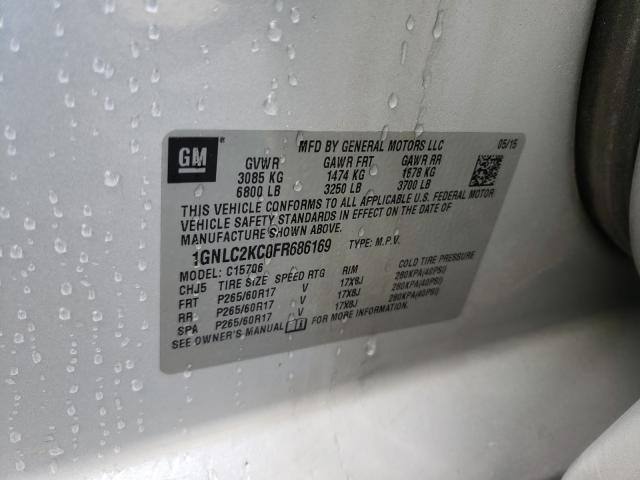 GM
MFD BY GENERAL MOTORS LLC 05/15
GVWR GAWR FRT GAWR RR
3085 KG 1474 KG 1678 KG
6800 LB 3250 LB 3700 LB
THIS VEHICLE CONFORMS TO ALL APPLICABLE U.S. FEDERAL MOTOR
VEHICLE SAFETY STANDARDS IN EFFECT ON THE DATE OF
MANUFACTURE SHOWN ABOVE.
1GNLC2KC0FR686169 TYPE: M.P.V.
MODEL: C15706
CHJ5 TIRE SIZE SPEED RTG RIM COLD TIRE PRESSURE
FRT P265/60R17 V 17X8J 280KPA(40PSI)
RR P265/60R17 V 17X8J 280KPA(40PSI)
SPA P265/60R17 V 17X8J 280KPA(40PSI)
SEE OWNER'S MANUAL FOR MORE INFORMATION.